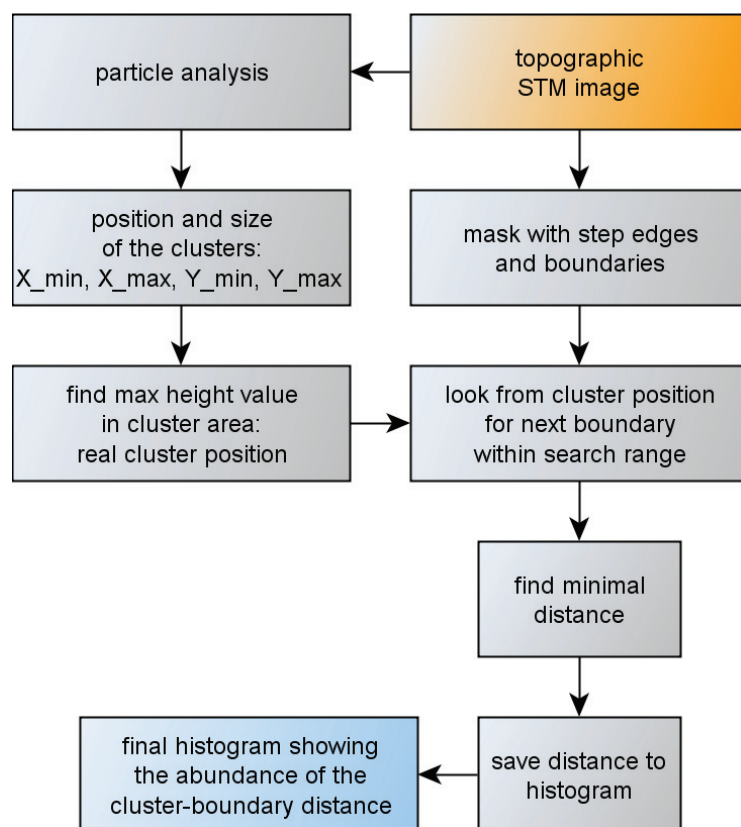 particle analysis
topographic
STM image
position and size
of the clusters:
X_min, X_max, Y_min, Y_max
mask with step edges
and boundaries
find max height value
in cluster area:
real cluster position
look from cluster position
for next boundary
within search range
find minimal
distance
final histogram showing
the abundance of the
cluster-boundary distance
save distance to
histogram